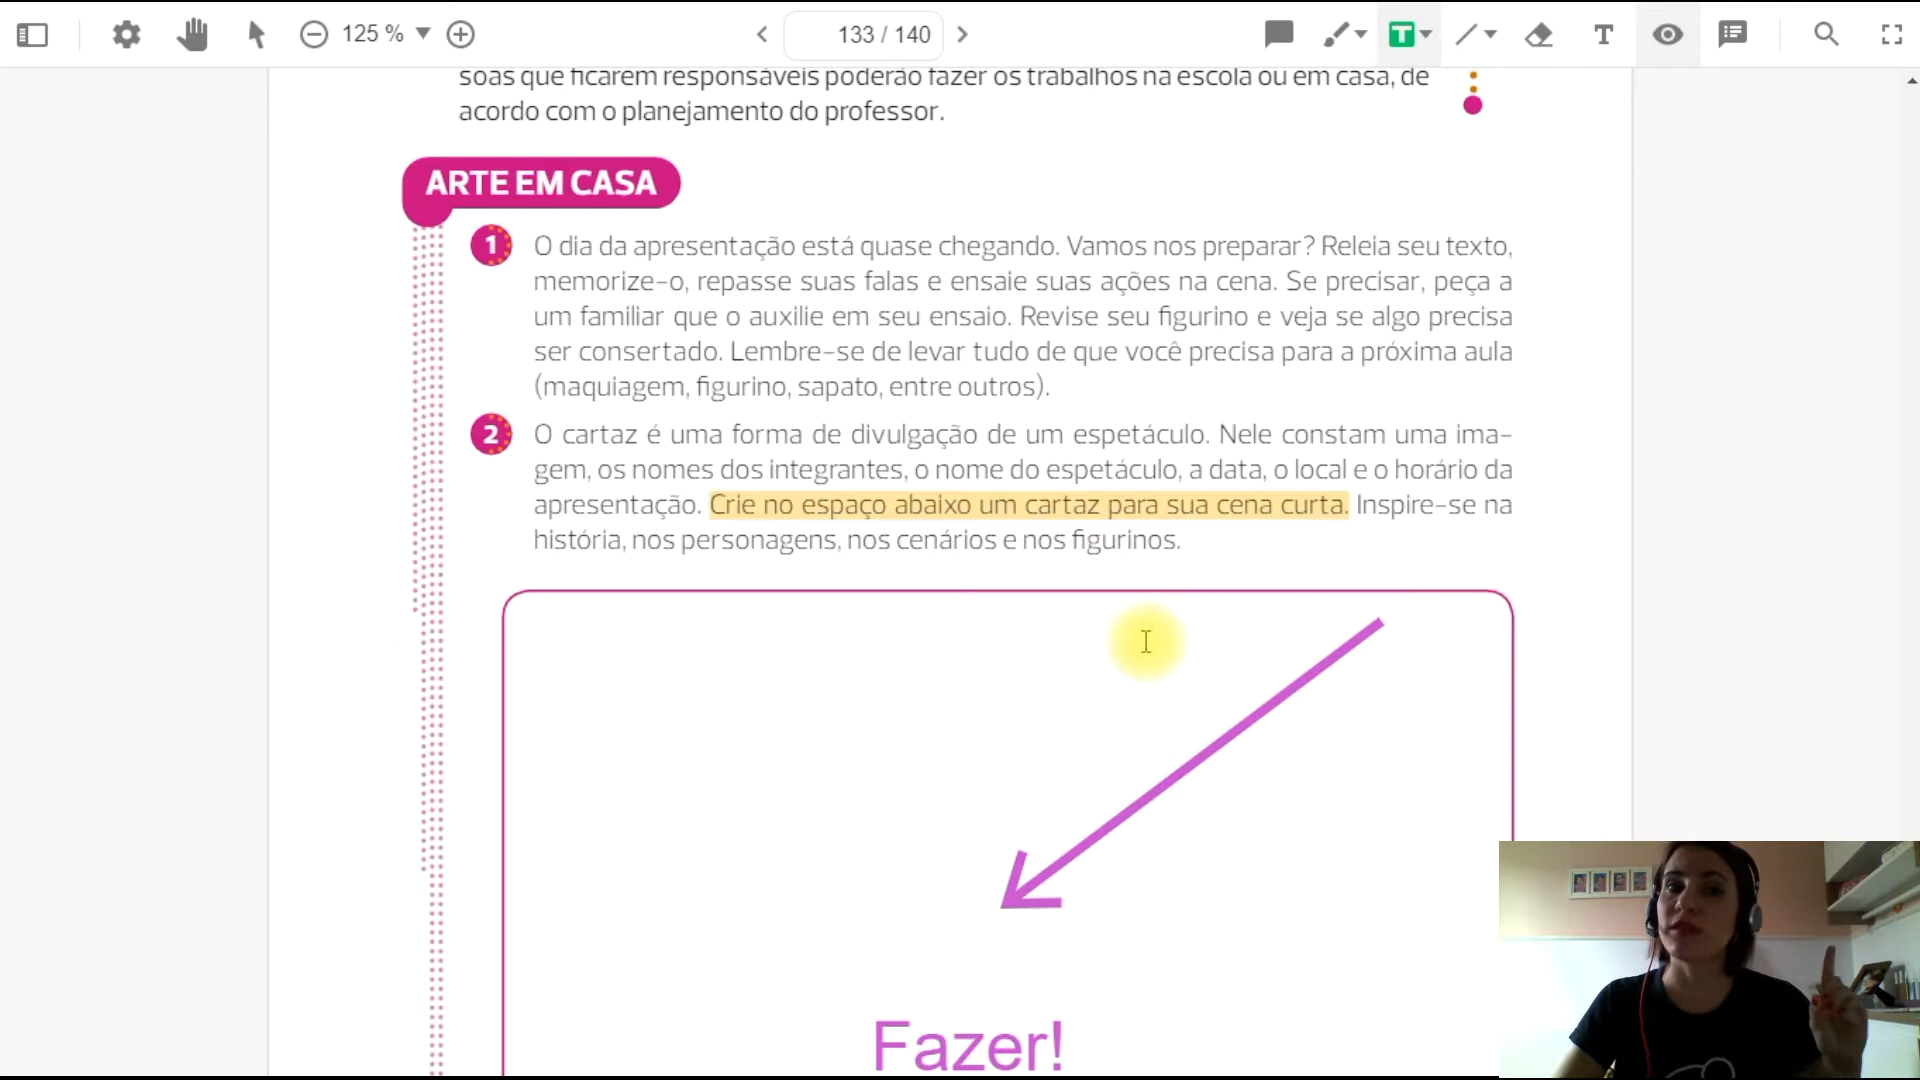 125 %
133 / 140
soas que ficarem responsáveis poderão fazer os trabalhos na escola ou em casa, de
acordo com o planejamento do professor.
ARTE EM CASA
1 O dia da apresentação está quase chegando. Vamos nos preparar? Releia seu texto,
memorize-o, repasse suas falas e ensaie suas ações na cena. Se precisar, peça a
um familiar que o auxilie em seu ensaio. Revise seu figurino e veja se algo precisa
ser consertado. Lembre-se de levar tudo de que você precisa para a próxima aula
(maquiagem, figurino, sapato, entre outros).
2 O cartaz é uma forma de divulgação de um espetáculo. Nele constam uma ima-
gem, os nomes dos integrantes, o nome do espetáculo, a data, o local e o horário da
apresentação. Crie no espaço abaixo um cartaz para sua cena curta. Inspire-se na
história, nos personagens, nos cenários e nos figurinos.
Fazer!